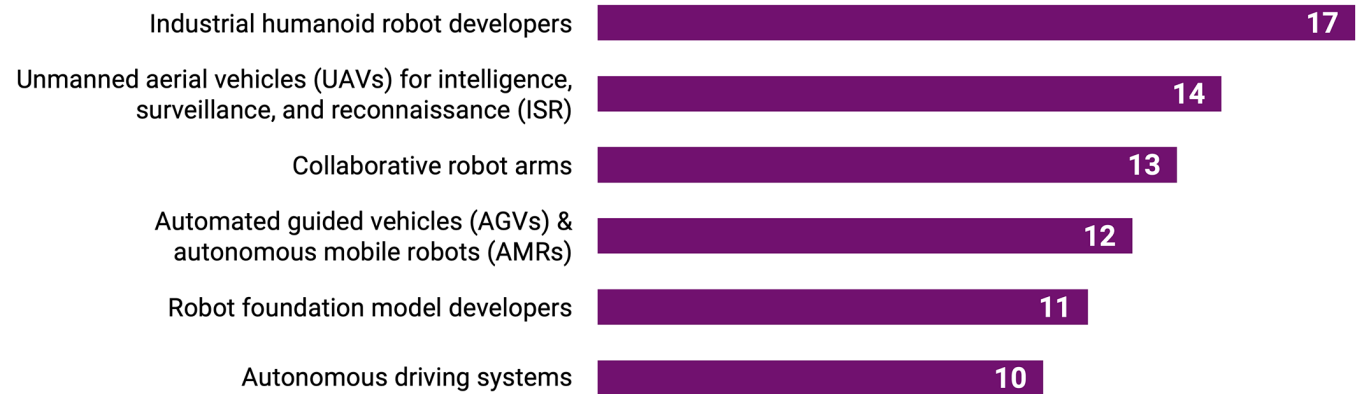 Industrial humanoid robot developers 17
Unmanned aerial vehicles (UAVs) for intelligence,
surveillance, and reconnaissance (ISR) 14
Collaborative robot arms 13
Automated guided vehicles (AGVs) &
autonomous mobile robots (AMRs) 12
Robot foundation model developers 11
Autonomous driving systems 10